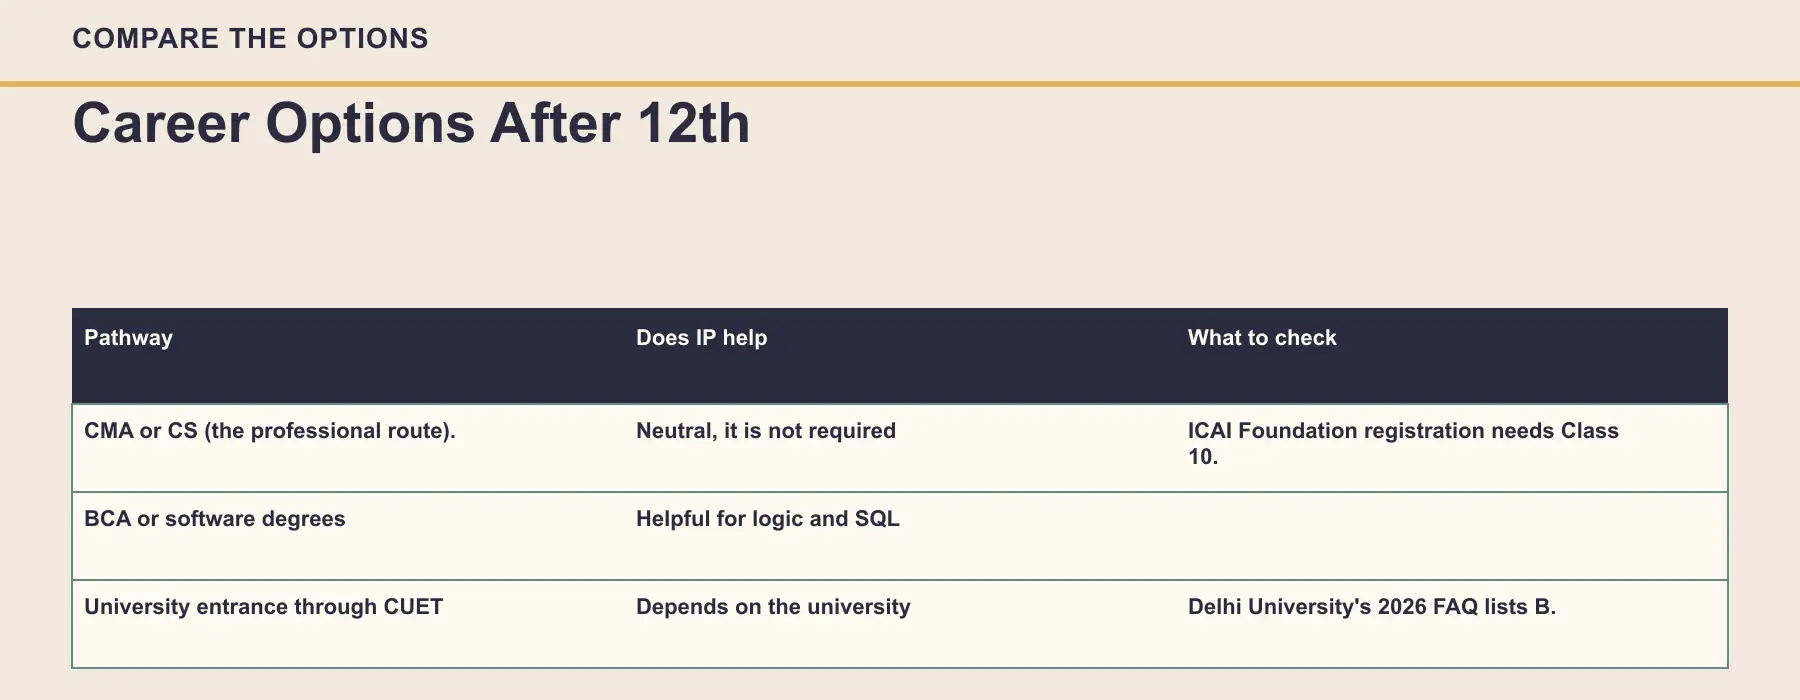 COMPARE THE OPTIONS
Career Options After 12th
Pathway
Does IP help
What to check
CMA or CS (the professional route).
Neutral, it is not required
ICAI Foundation registration needs Class
10.
BCA or software degrees
Helpful for logic and SQL
University entrance through CUET
Depends on the university
Delhi University's 2026 FAQ lists B.